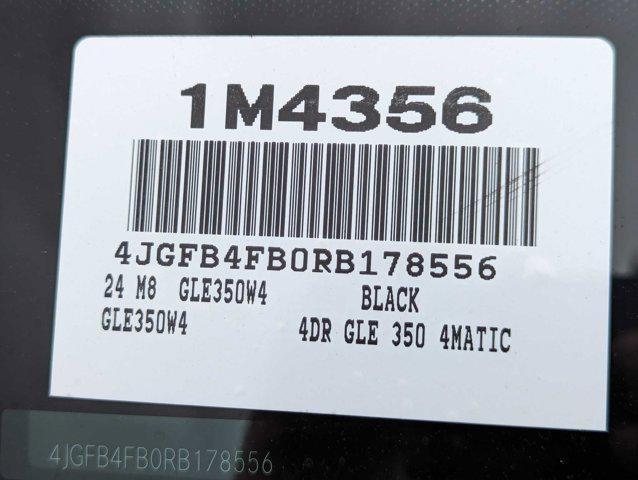 1M4356
4JGFB4FB0RB178556
24 M8 GLE350W4 BLACK
GLE350W4 4DR GLE 350 4MATIC
4JGFB4FB0RB178556